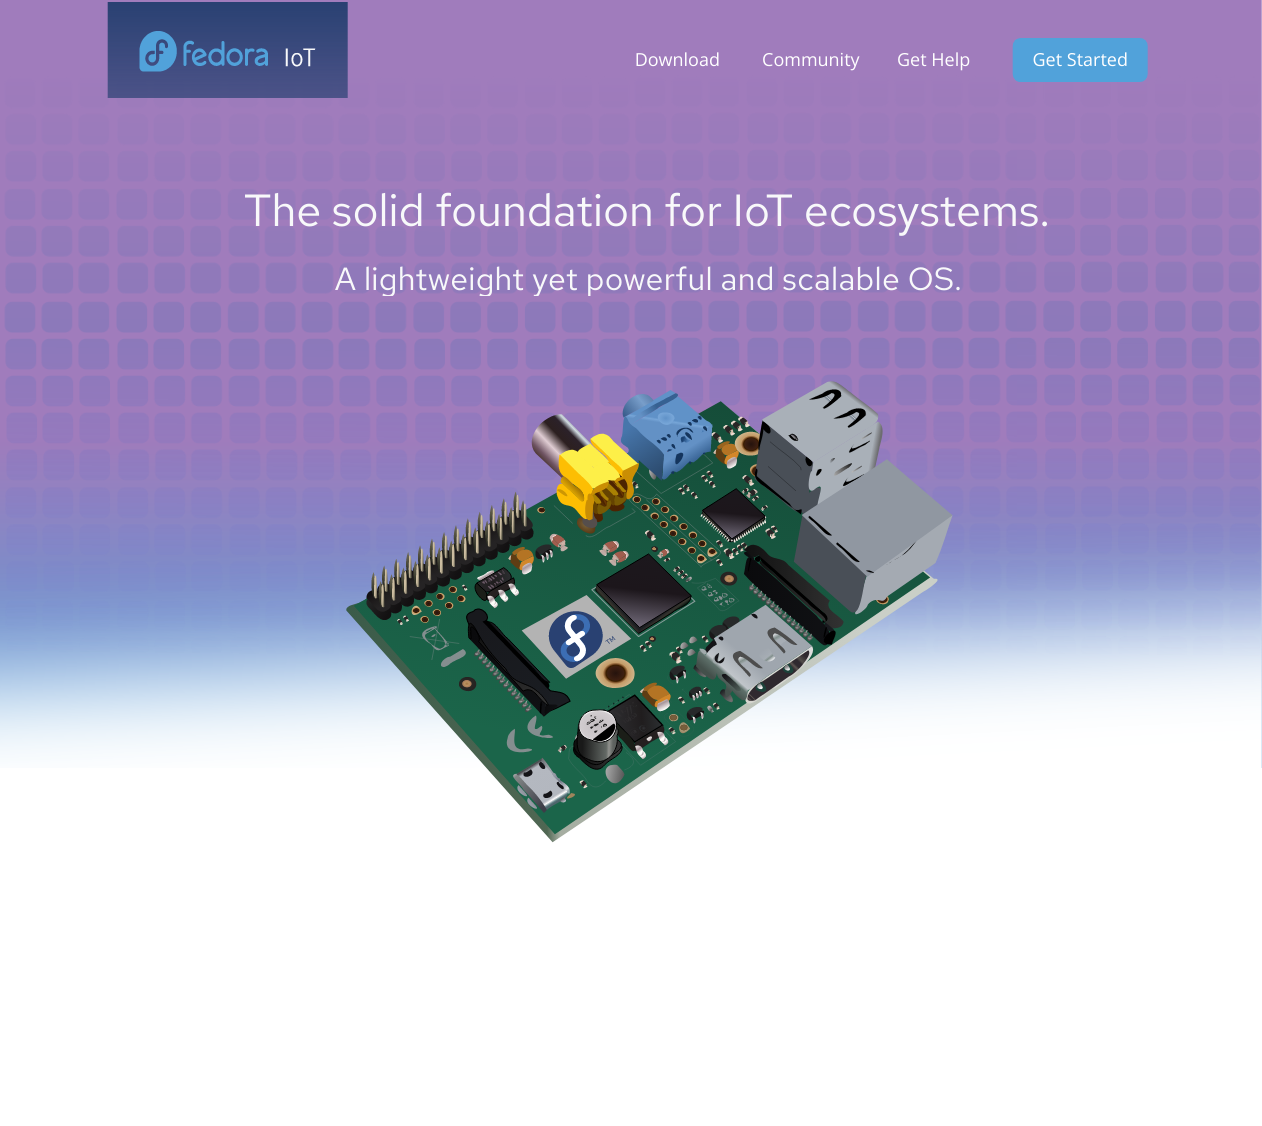 fedora IoT
Download Community Get Help Get Started
The solid foundation for IoT ecosystems.
A lightweight yet powerful and scalable OS.
TM